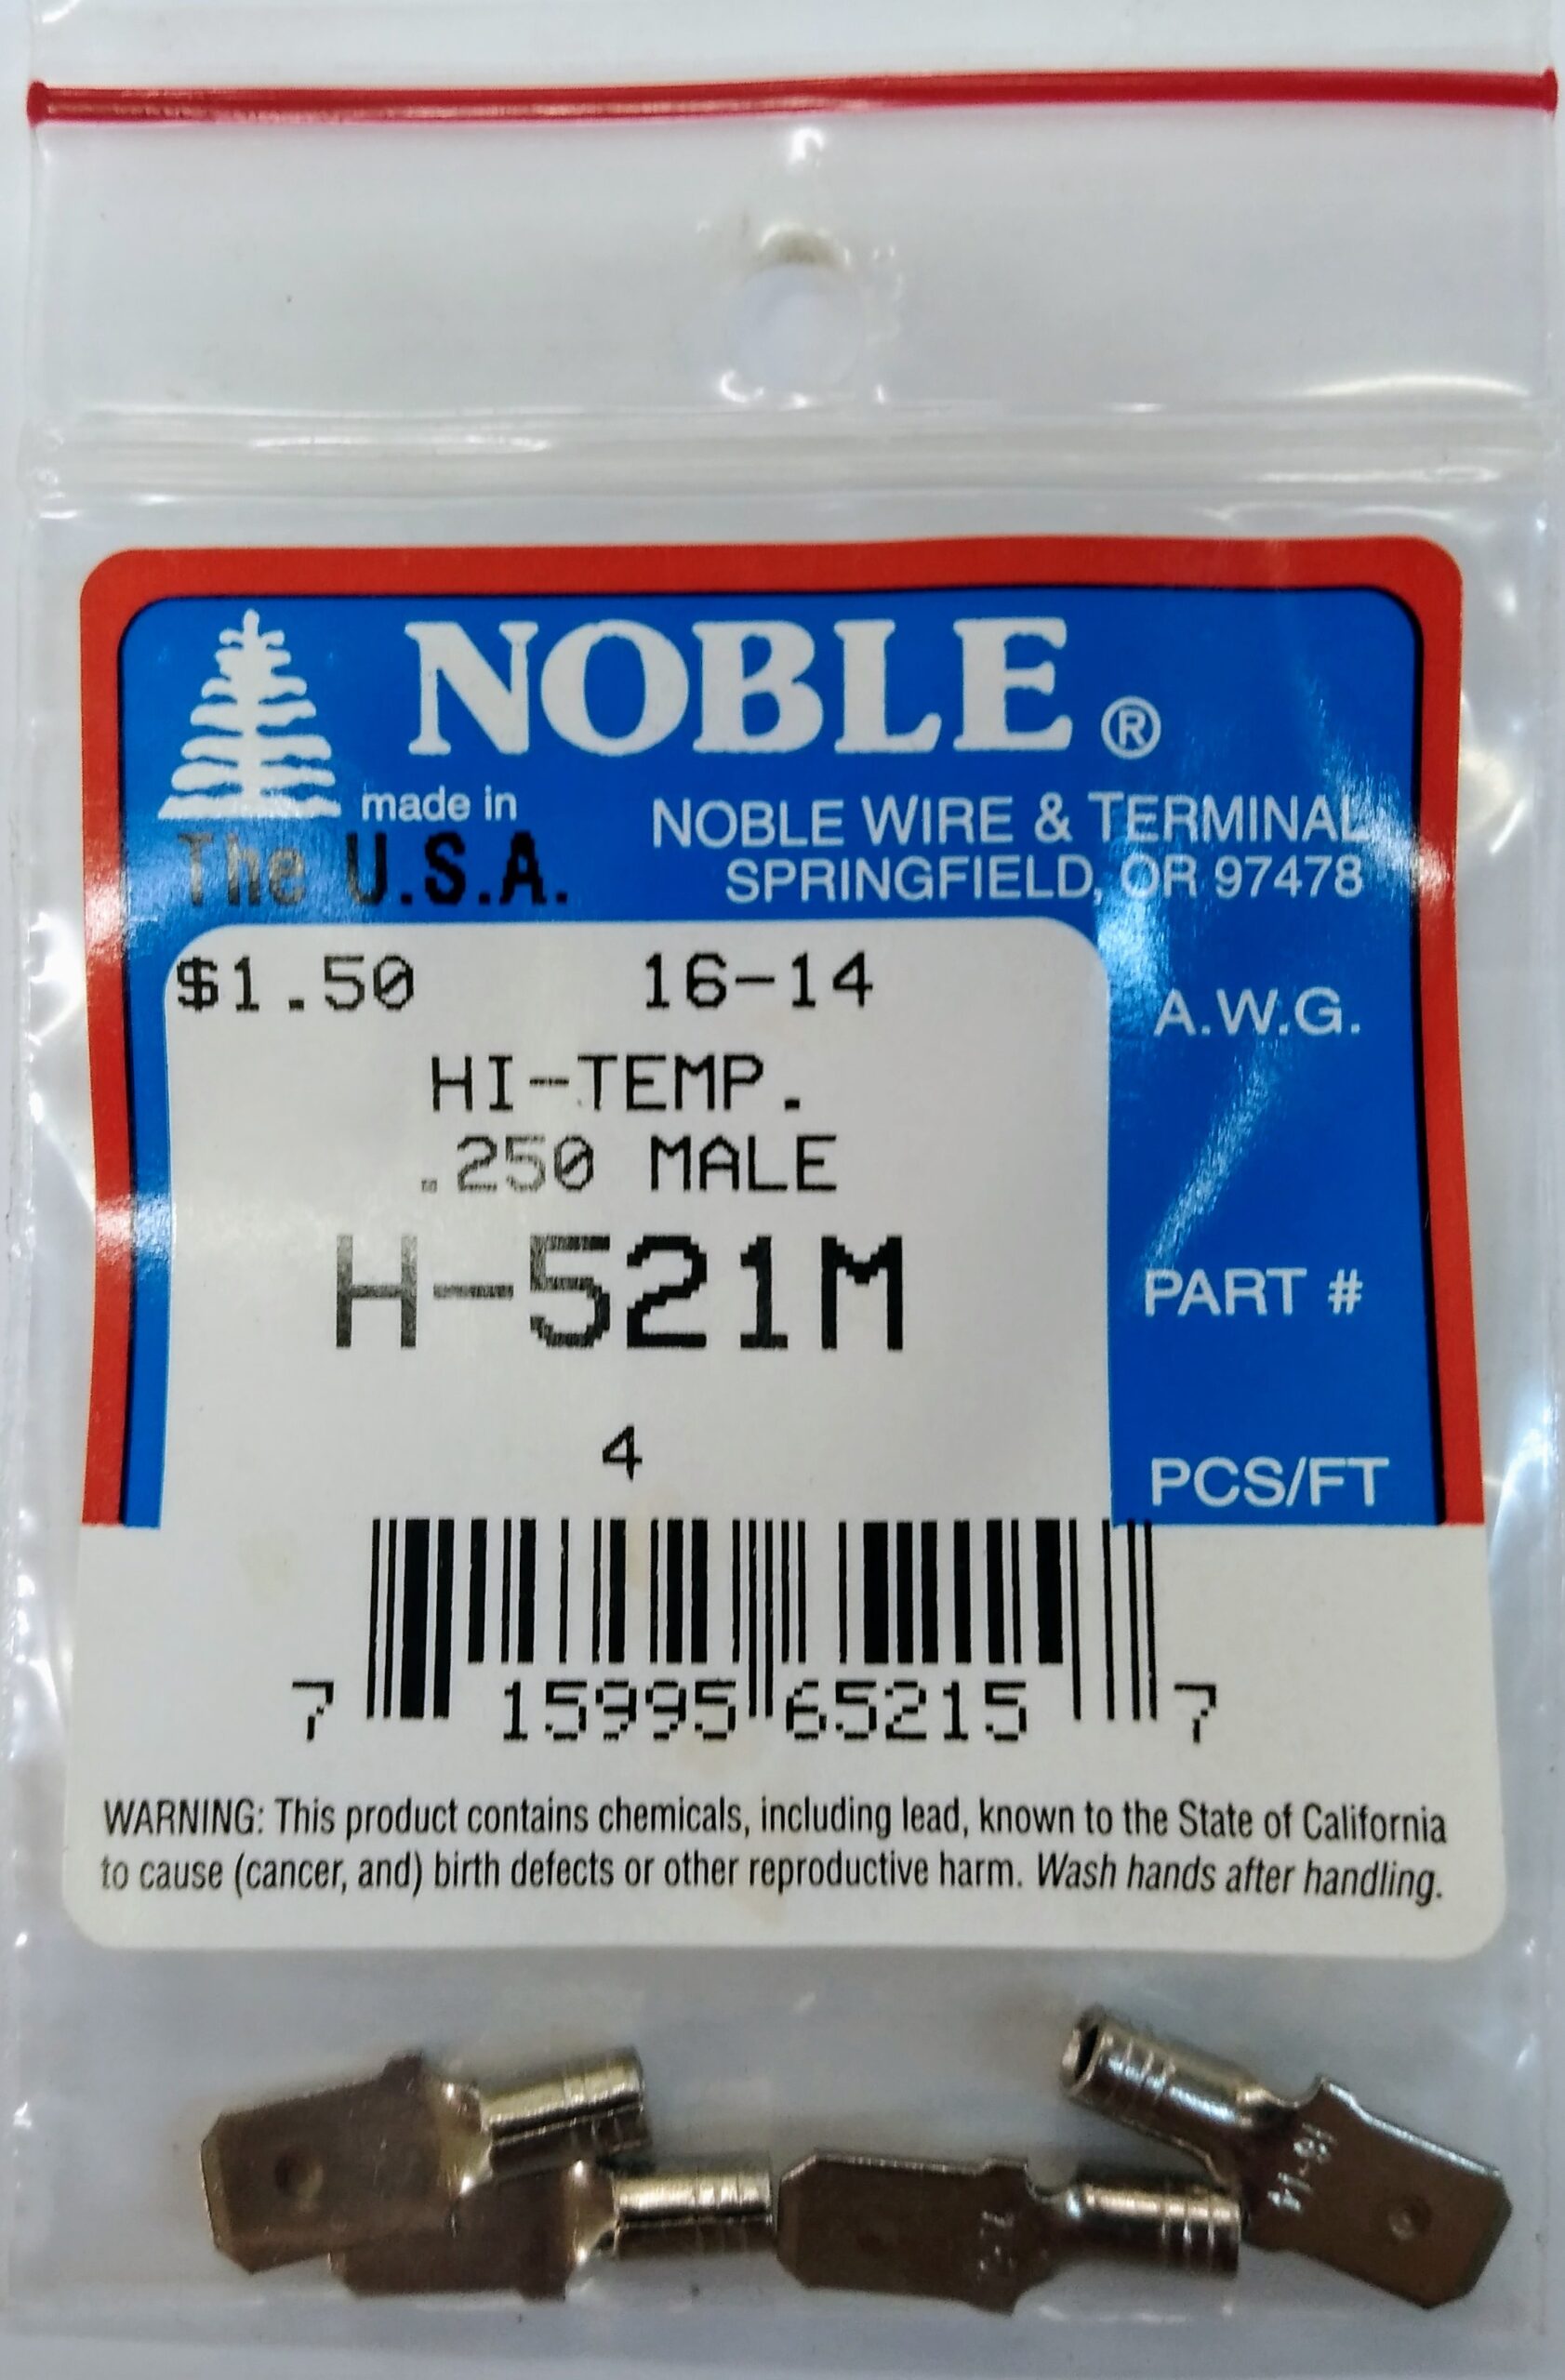 NOBLE®
made in
The U.S.A.
NOBLE WIRE & TERMINAL
SPRINGFIELD, OR 97478
$1.50 16-14 A.W.G.
HI-TEMP.
.250 MALE
H-521M PART #
4 PCS/FT
7 15995 65215 7
WARNING: This product contains chemicals, including lead, known to the State of California
to cause (cancer, and) birth defects or other reproductive harm. Wash hands after handling.